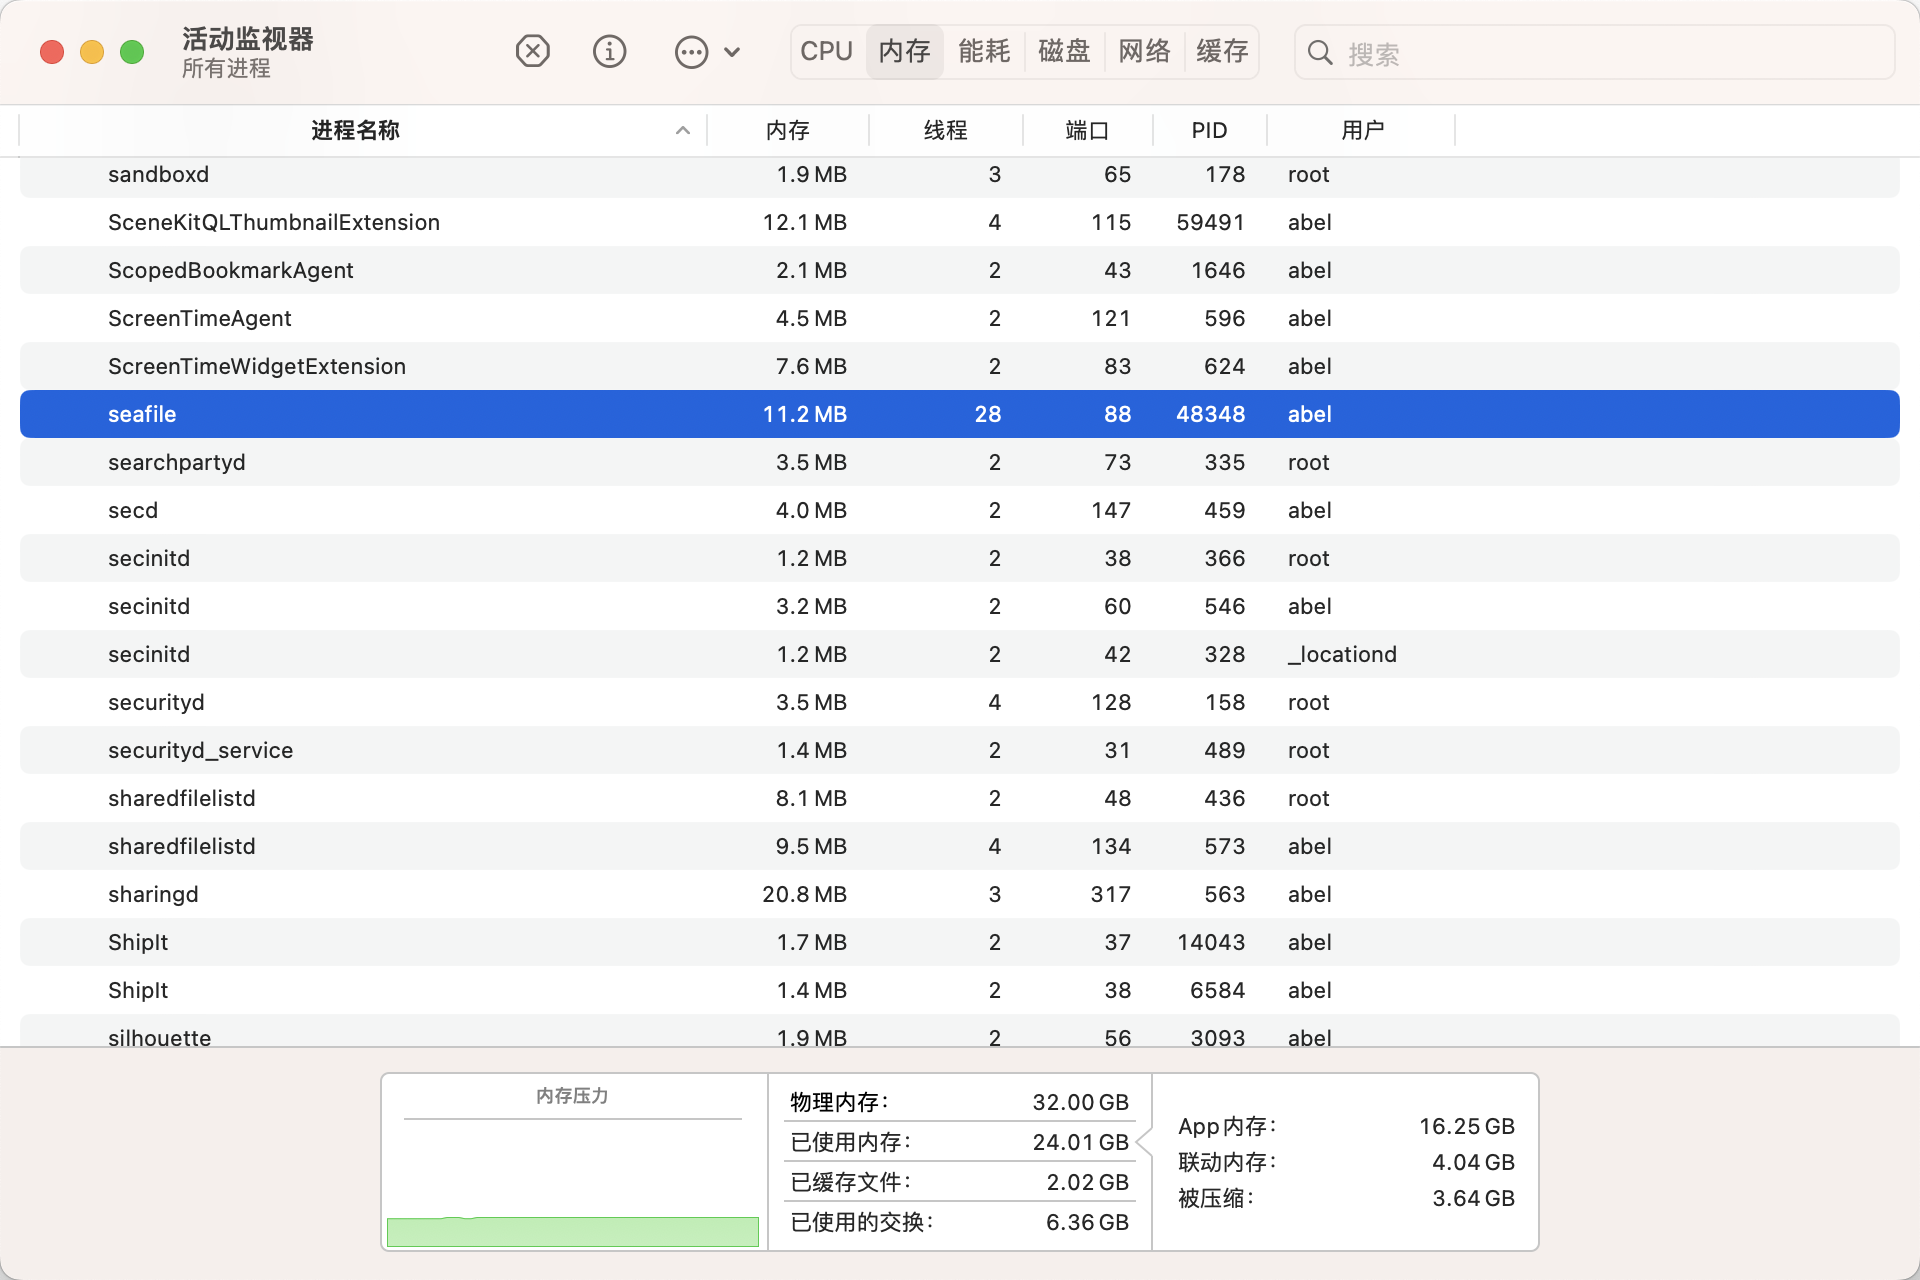 活动监视器
所有进程
CPU 内存 能耗 磁盘 网络 缓存 搜索
进程名称 内存 线程 端口 PID 用户
sandboxd 1.9 MB 3 65 178 root
SceneKitQLThumbnailExtension 12.1 MB 4 115 59491 abel
ScopedBookmarkAgent 2.1 MB 2 43 1646 abel
ScreenTimeAgent 4.5 MB 2 121 596 abel
ScreenTimeWidgetExtension 7.6 MB 2 83 624 abel
seafile 11.2 MB 28 88 48348 abel
searchpartyd 3.5 MB 2 73 335 root
secd 4.0 MB 2 147 459 abel
secinitd 1.2 MB 2 38 366 root
secinitd 3.2 MB 2 60 546 abel
secinitd 1.2 MB 2 42 328 _locationd
securityd 3.5 MB 4 128 158 root
securityd_service 1.4 MB 2 31 489 root
sharedfilelistd 8.1 MB 2 48 436 root
sharedfilelistd 9.5 MB 4 134 573 abel
sharingd 20.8 MB 3 317 563 abel
ShipIt 1.7 MB 2 37 14043 abel
ShipIt 1.4 MB 2 38 6584 abel
silhouette 1.9 MB 2 56 3093 abel
内存压力
物理内存: 32.00 GB
已使用内存: 24.01 GB
已缓存文件: 2.02 GB
已使用的交换: 6.36 GB
App内存: 16.25 GB
联动内存: 4.04 GB
被压缩: 3.64 GB